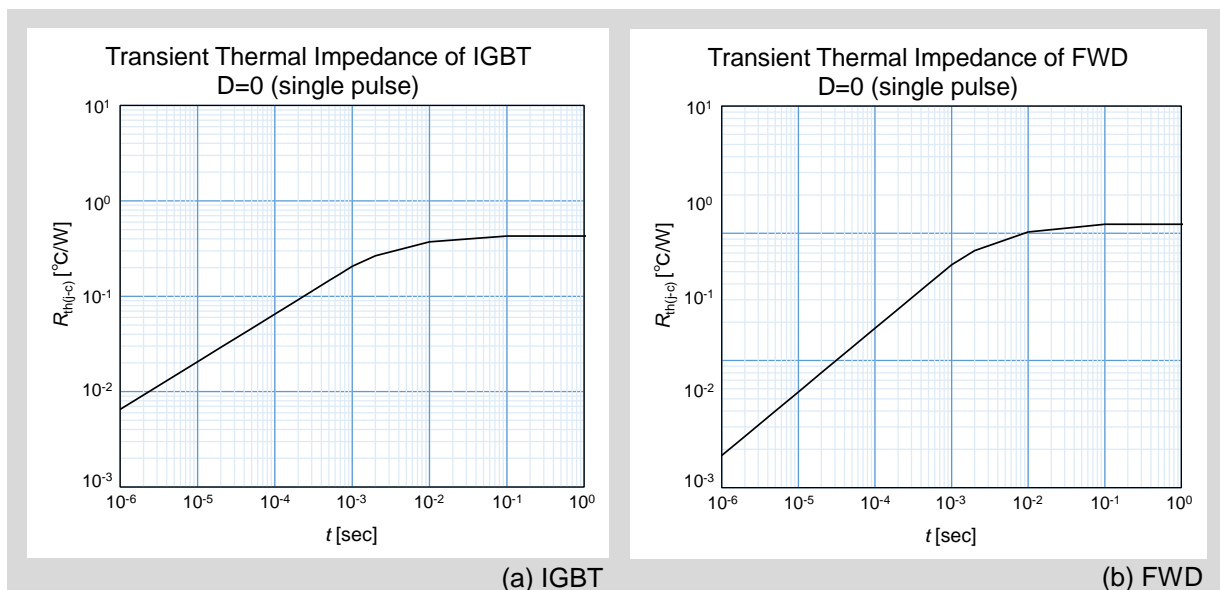 Transient Thermal Impedance of IGBT
D=0 (single pulse)
10¹
10⁰
10⁻¹
10⁻²
10⁻³
Rth(j-c) [℃/W]
10⁻⁶ 10⁻⁵ 10⁻⁴ 10⁻³ 10⁻² 10⁻¹ 10⁰
t [sec]
(a) IGBT
Transient Thermal Impedance of FWD
D=0 (single pulse)
10¹
10⁰
10⁻¹
10⁻²
10⁻³
Rth(j-c) [℃/W]
10⁻⁶ 10⁻⁵ 10⁻⁴ 10⁻³ 10⁻² 10⁻¹ 10⁰
t [sec]
(b) FWD